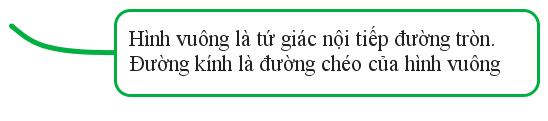 Hình vuông là tứ giác nội tiếp đường tròn.
Đường kính là đường chéo của hình vuông